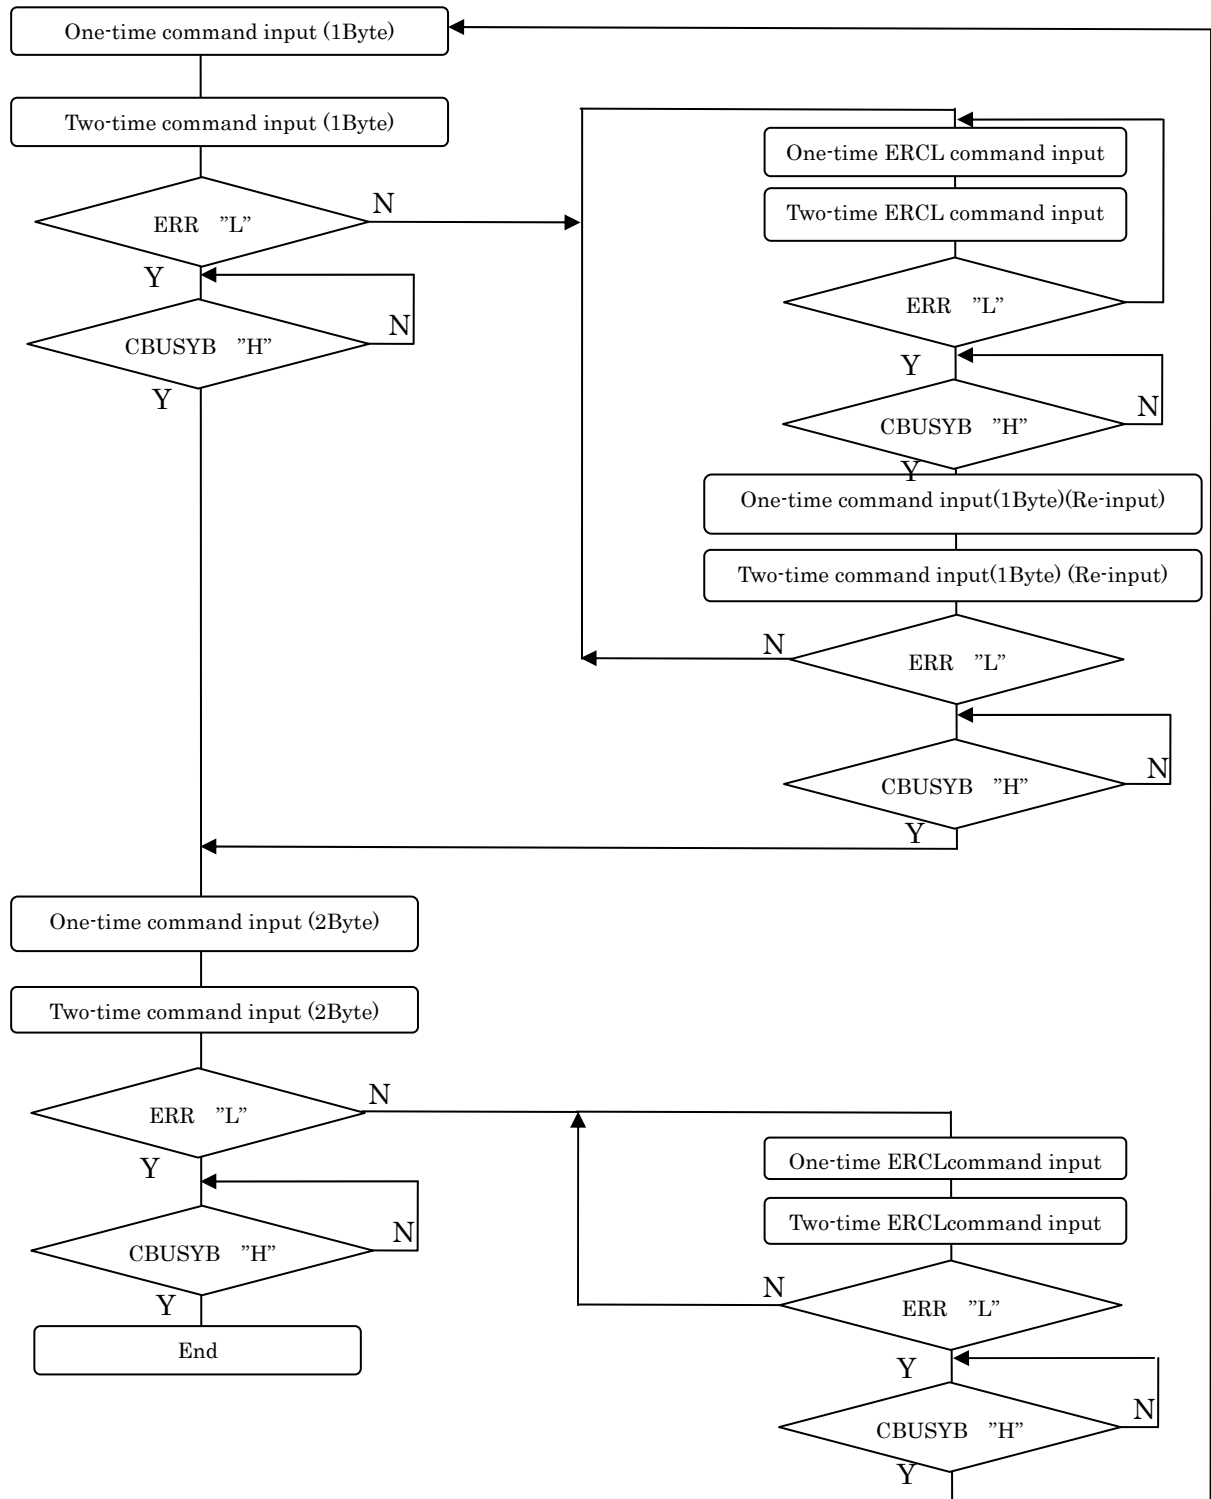 One-time command input (1Byte)
Two-time command input (1Byte)
ERR "L"
N
Y
CBUSYB "H"
N
Y
One-time ERCL command input
Two-time ERCL command input
ERR "L"
Y
CBUSYB "H"
N
Y
One-time command input(1Byte)(Re-input)
Two-time command input(1Byte) (Re-input)
ERR "L"
N
CBUSYB "H"
N
Y
One-time command input (2Byte)
Two-time command input (2Byte)
ERR "L"
N
Y
CBUSYB "H"
N
Y
End
One-time ERCLcommand input
Two-time ERCLcommand input
ERR "L"
N
Y
CBUSYB "H"
N
Y